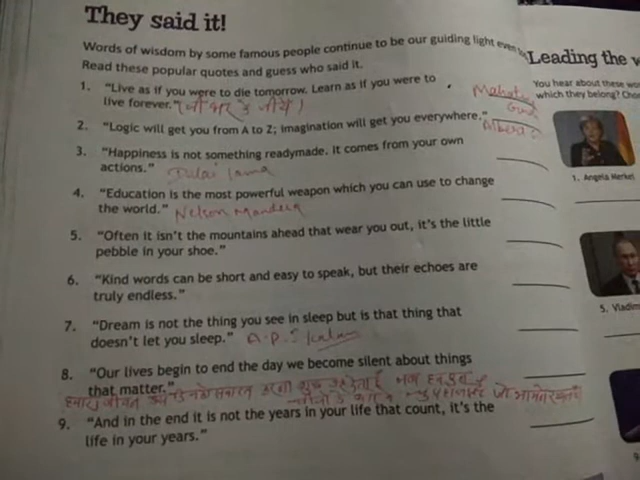 They said it!
Words of wisdom by some famous people continue to be our guiding light even
Read these popular quotes and guess who said it.
1. "Live as if you were to die tomorrow. Learn as if you were to
live forever."
2. "Logic will get you from A to Z; imagination will get you everywhere."
3. "Happiness is not something readymade. It comes from your own
actions." Dalai lama
4. "Education is the most powerful weapon which you can use to change
the world." Nelson Mandela
5. "Often it isn't the mountains ahead that wear you out, it's the little
pebble in your shoe."
6. "Kind words can be short and easy to speak, but their echoes are
truly endless."
7. "Dream is not the thing you see in sleep but is that thing that
doesn't let you sleep." A.P.J Kalam
8. "Our lives begin to end the day we become silent about things
that matter."
9. "And in the end it is not the years in your life that count, it's the
life in your years."
Leading the
You hear about these
which they belong?
1. Angela Merkel
5. Vladim
9